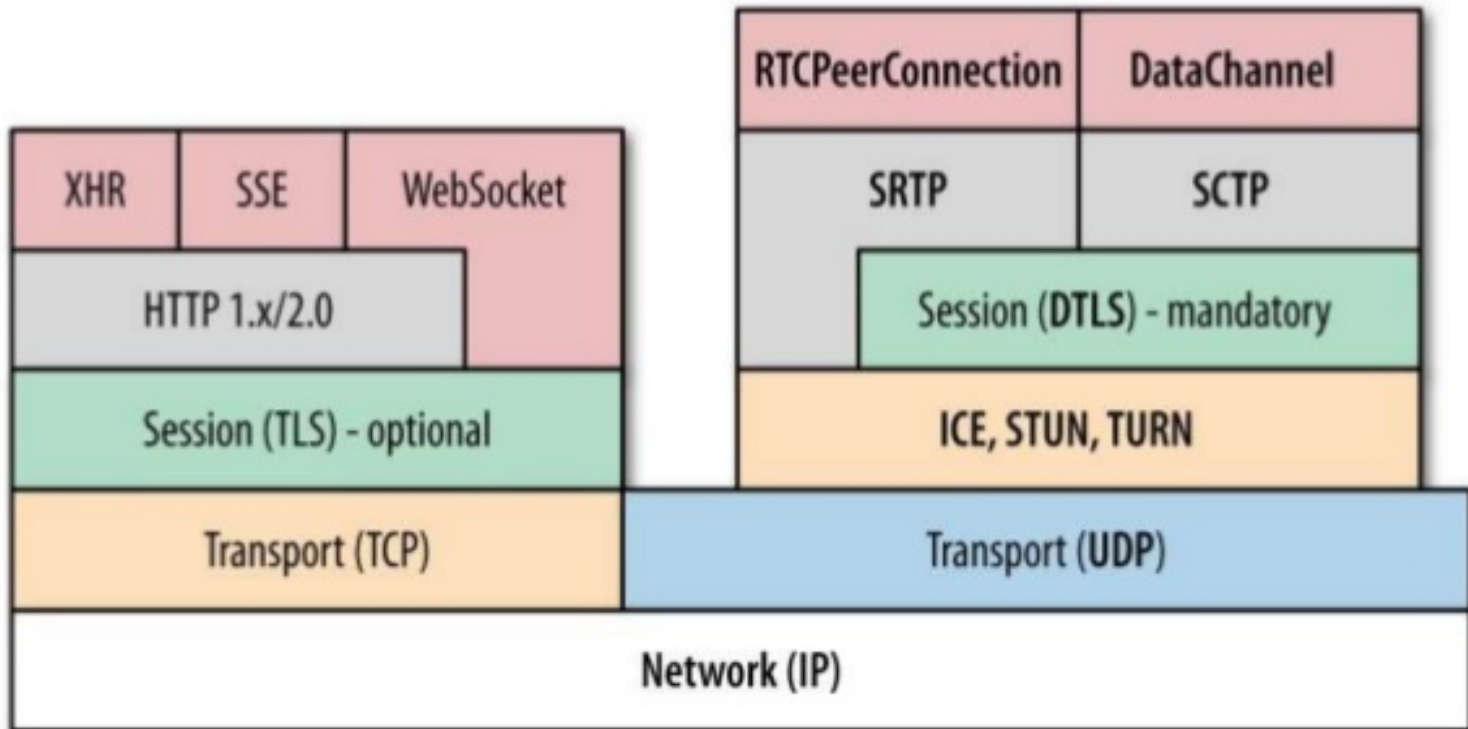 RTCPeerConnection
DataChannel
XHR
SSE
WebSocket
SRTP
SCTP
HTTP 1.x/2.0
Session (DTLS) - mandatory
Session (TLS) - optional
ICE, STUN, TURN
Transport (TCP)
Transport (UDP)
Network (IP)